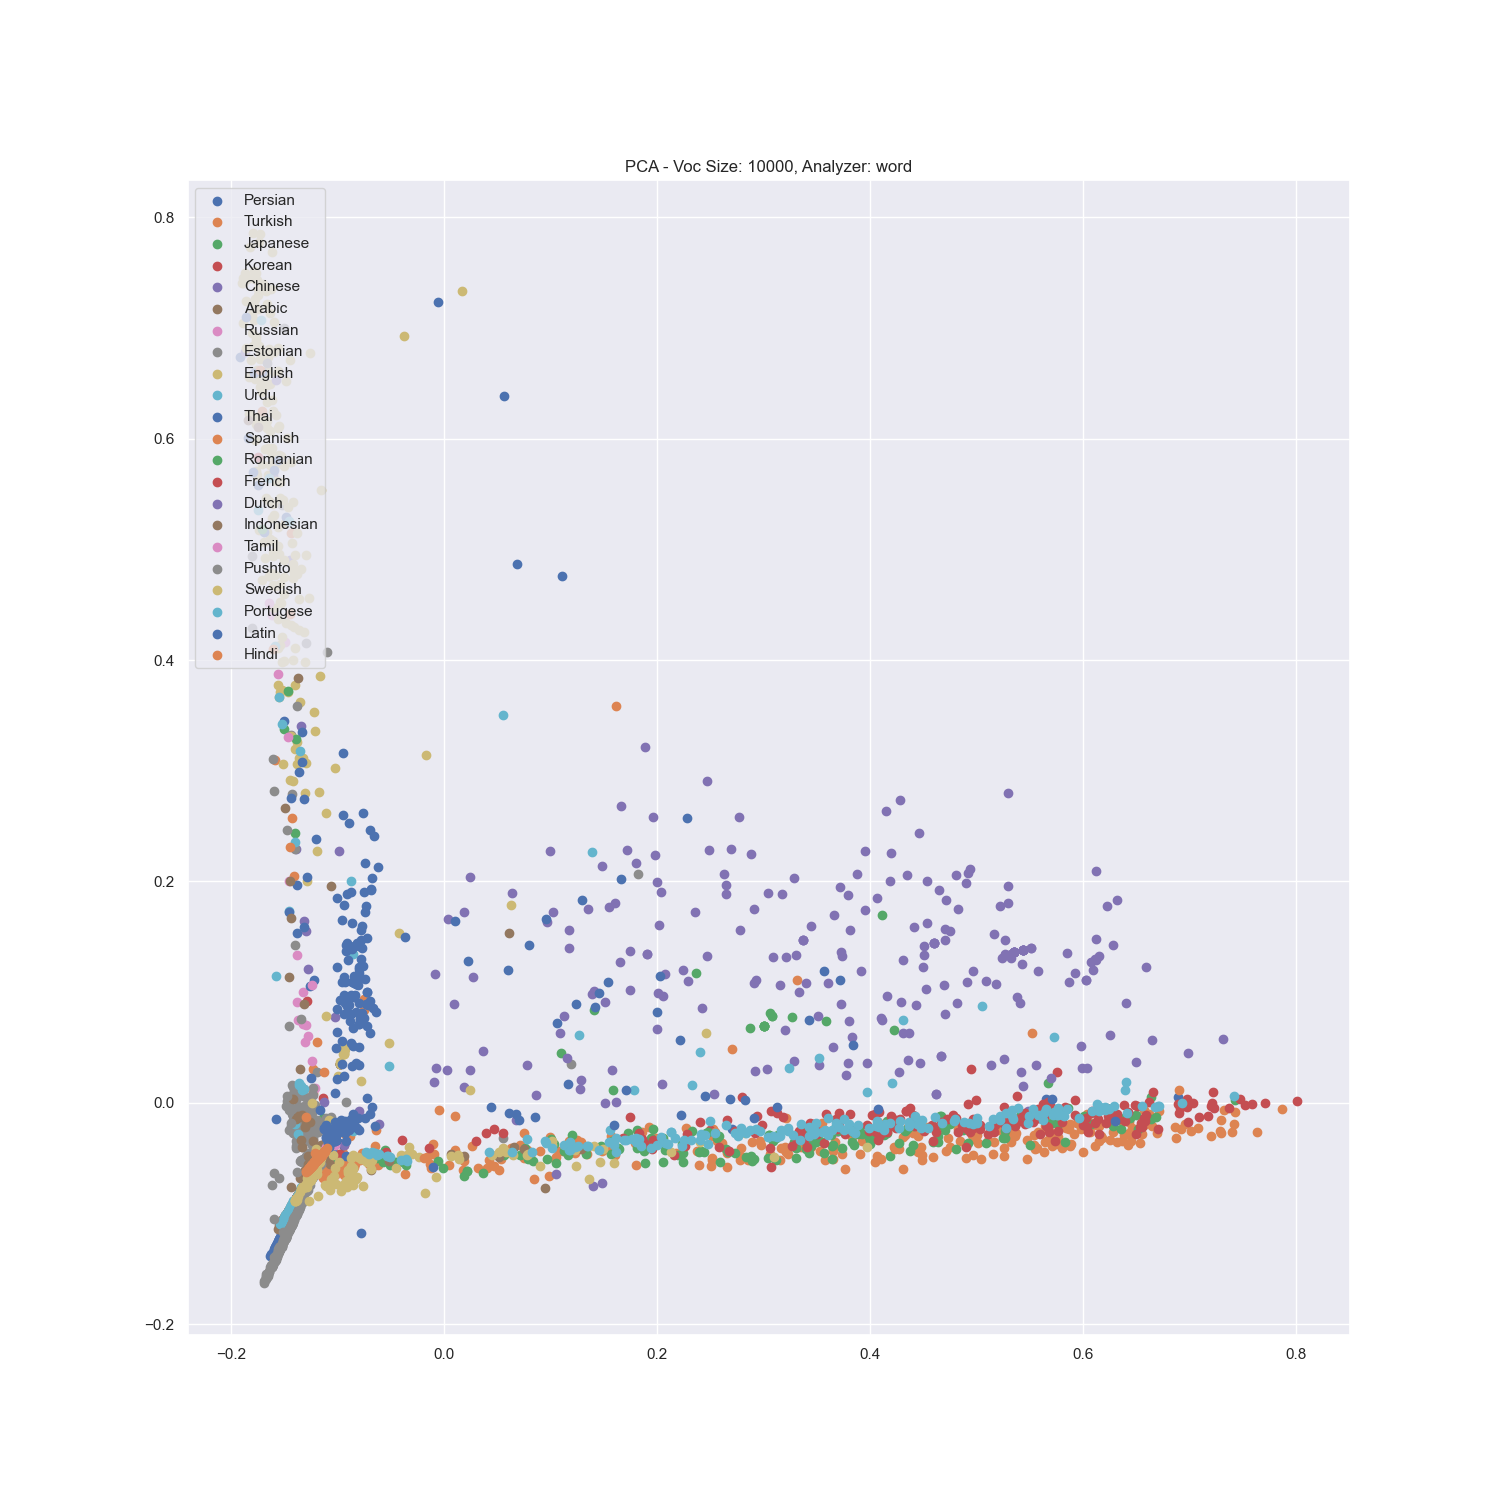 PCA - Voc Size: 10000, Analyzer: word
Persian
Turkish
Japanese
Korean
Chinese
Arabic
Russian
Estonian
English
Urdu
Thai
Spanish
Romanian
French
Dutch
Indonesian
Tamil
Pushto
Swedish
Portugese
Latin
Hindi
0.8
0.6
0.4
0.2
0.0
−0.2
−0.2 0.0 0.2 0.4 0.6 0.8